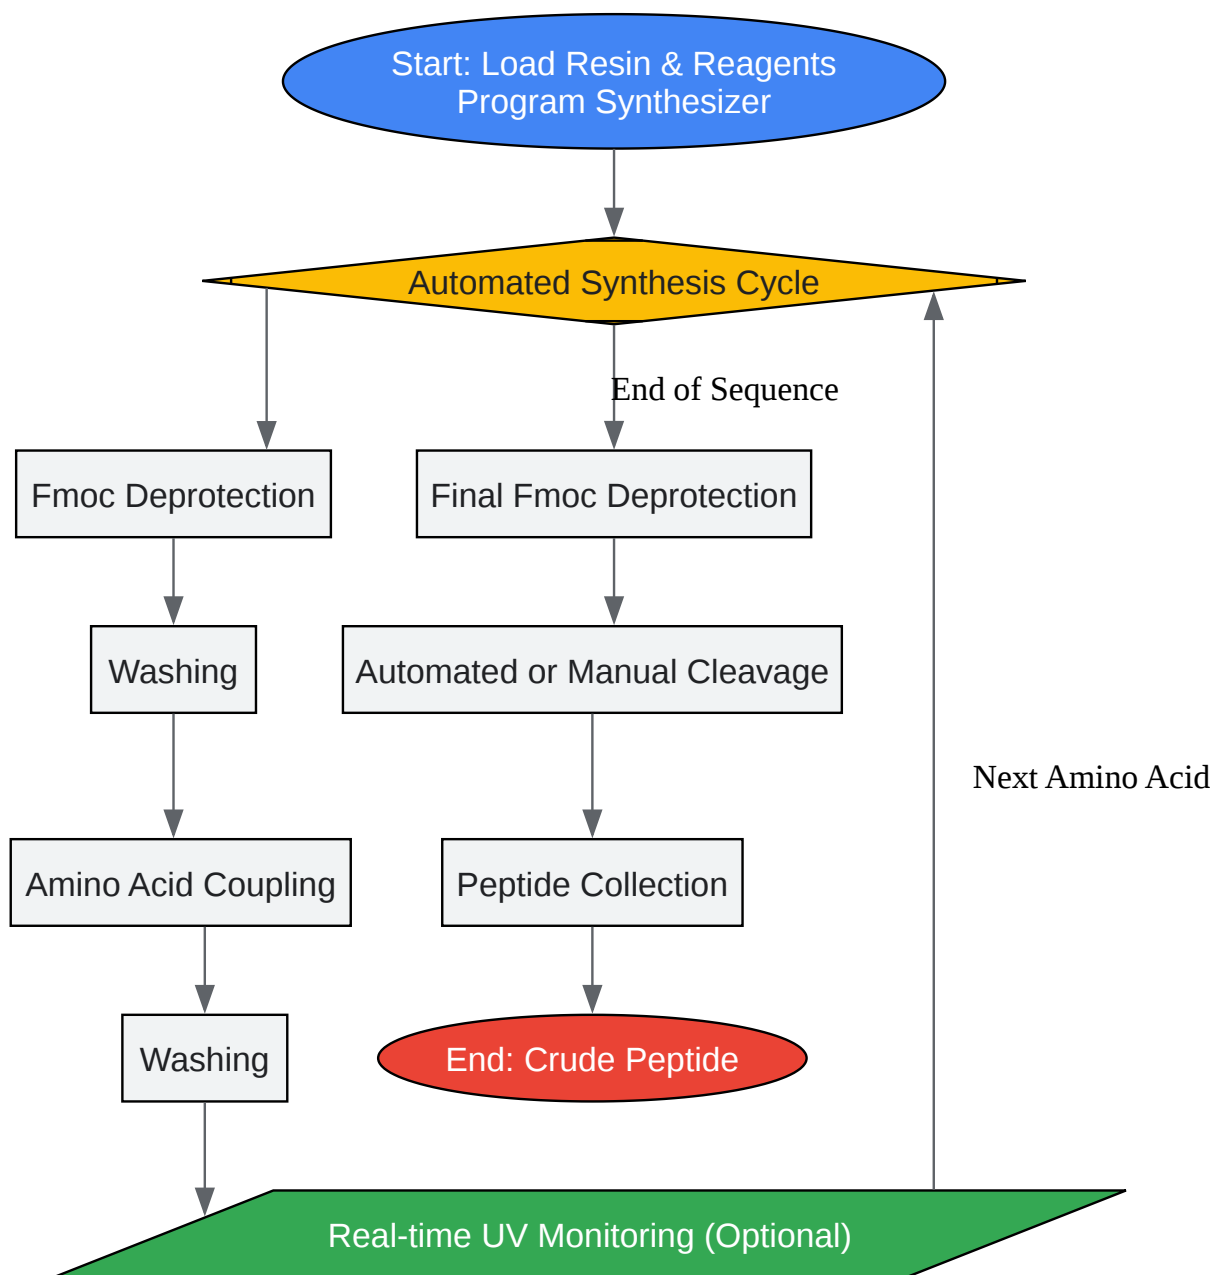 Start: Load Resin & Reagents
Program Synthesizer
Automated Synthesis Cycle
End of Sequence
Fmoc Deprotection
Final Fmoc Deprotection
Washing
Automated or Manual Cleavage
Next Amino Acid
Amino Acid Coupling
Peptide Collection
Washing
End: Crude Peptide
Real-time UV Monitoring (Optional)